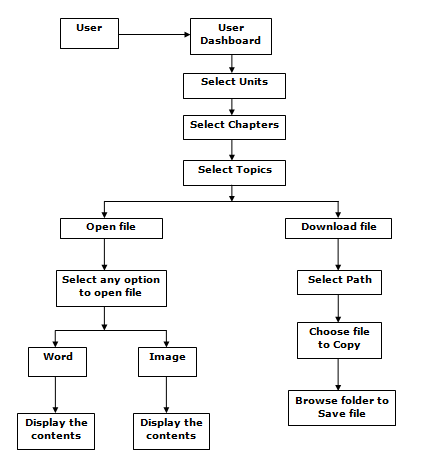 User
User
Dashboard
Select Units
Select Chapters
Select Topics
Open file
Download file
Select any option
to open file
Select Path
Word
Image
Choose file
to Copy
Display the
contents
Display the
contents
Browse folder to
Save file